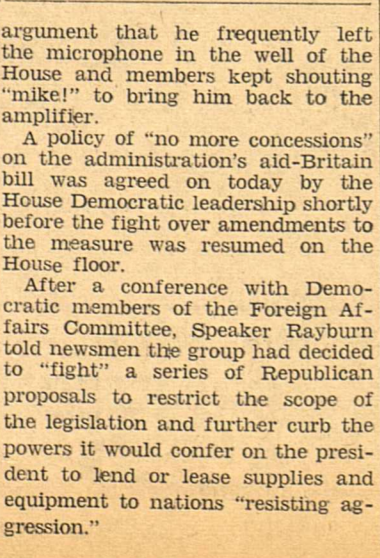 argument that he frequently left
the microphone in the well of the
House and members kept shouting
"mike!" to bring him back to the
amplifier.
A policy of "no more concessions"
on the administration's aid-Britain
bill was agreed on today by the
House Democratic leadership shortly
before the fight over amendments to
the measure was resumed on the
House floor.
After a conference with Demo-
cratic members of the Foreign Af-
fairs Committee, Speaker Rayburn
told newsmen the group had decided
to "fight" a series of Republican
proposals to restrict the scope of
the legislation and further curb the
powers it would confer on the presi-
dent to lend or lease supplies and
equipment to nations "resisting ag-
gression."